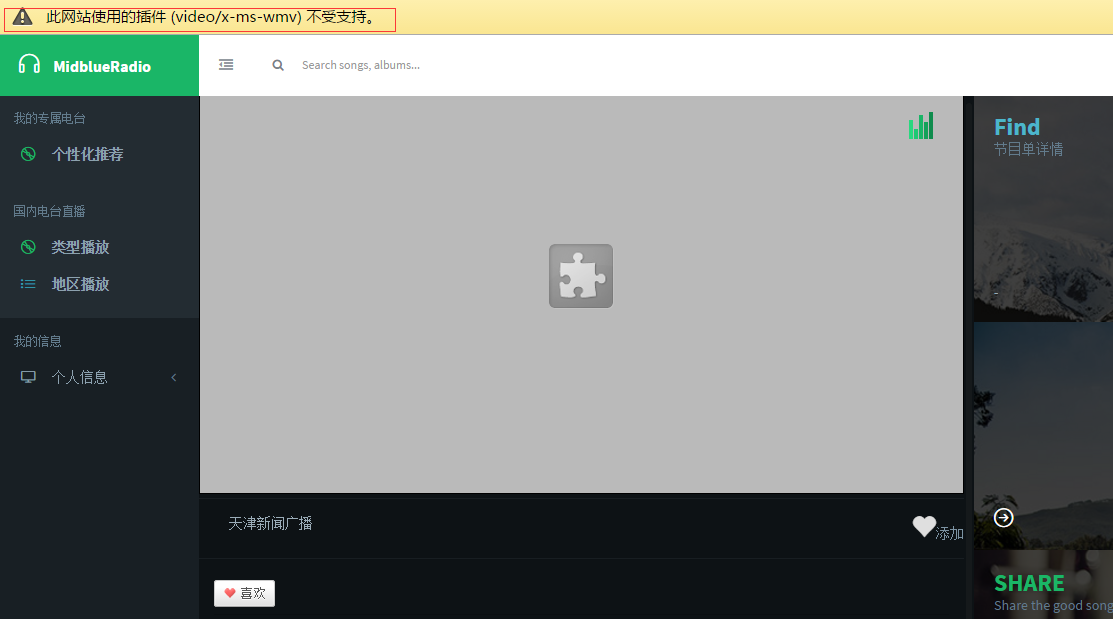 此网站使用的插件 (video/x-ms-wmv) 不受支持。
MidblueRadio
Search songs, albums...
我的专属电台
个性化推荐
国内电台直播
类型播放
地区播放
我的信息
个人信息
天津新闻广播
添加
喜欢
Find
节目单详情
-
SHARE
Share the good song